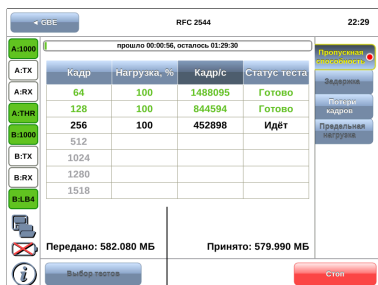 ◄ GBE
RFC 2544
22:29
A:1000
A:TX
A:RX
A:THR
B:1000
B:TX
B:RX
B:LB4
прошло 00:00:56, осталось 01:29:30
Кадр Нагрузка, % Кадр/с Статус теста
64 100 1488095 Готово
128 100 844594 Готово
256 100 452898 Идёт
512
1024
1280
1518
Передано: 582.080 МБ
Принято: 579.990 МБ
Пропускная
способность
Задержка
Потери
кадров
Предельная
нагрузка
Выбор тестов
Стоп